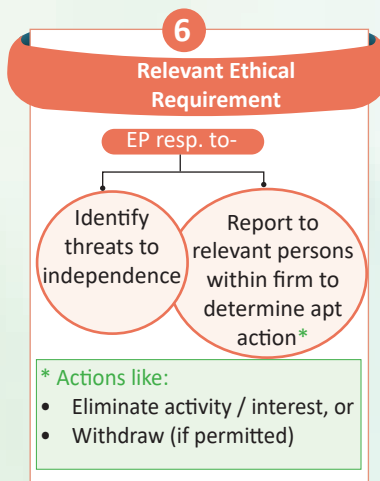 6
Relevant Ethical
Requirement
EP resp. to-
Identify
threats to
independence
Report to
relevant persons
within firm to
determine apt
action*
* Actions like:
• Eliminate activity / interest, or
• Withdraw (if permitted)